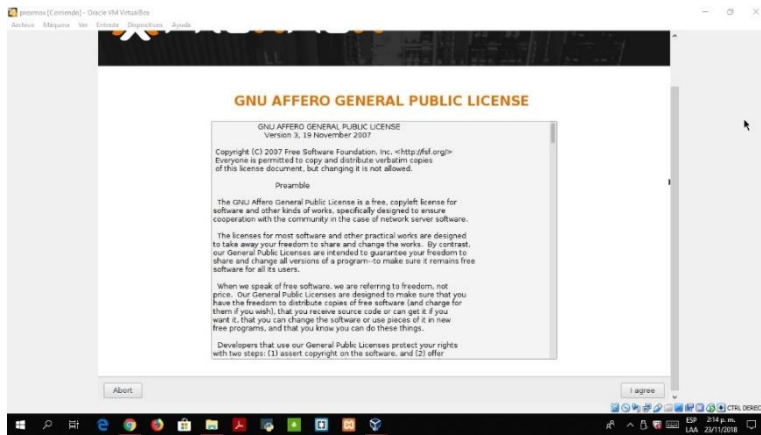 proxmox [Corriendo] - Oracle VM VirtualBox
Archivo Máquina Ver Entrada Dispositivos Ayuda
GNU AFFERO GENERAL PUBLIC LICENSE
GNU AFFERO GENERAL PUBLIC LICENSE
Version 3, 19 November 2007
Copyright (C) 2007 Free Software Foundation, Inc. <http://fsf.org/>
Everyone is permitted to copy and distribute verbatim copies
of this license document, but changing it is not allowed.
Preamble
The GNU Affero General Public License is a free, copyleft license for
software and other kinds of works, specifically designed to ensure
cooperation with the community in the case of network server software.
The licenses for most software and other practical works are designed
to take away your freedom to share and change the works. By contrast,
our General Public Licenses are intended to guarantee your freedom to
share and change all versions of a program--to make sure it remains free
software for all its users.
When we speak of free software, we are referring to freedom, not
price. Our General Public Licenses are designed to make sure that you
have the freedom to distribute copies of free software (and charge for
them if you wish), that you receive source code or can get it if you
want it, that you can change the software or use pieces of it in new
free programs, and that you know you can do these things.
Developers that use our General Public Licenses protect your rights
with two steps: (1) assert copyright on the software, and (2) offer
Abort
I agree
CTRL DEREC
ESP 2:14 p. m.
LAA 23/11/2018